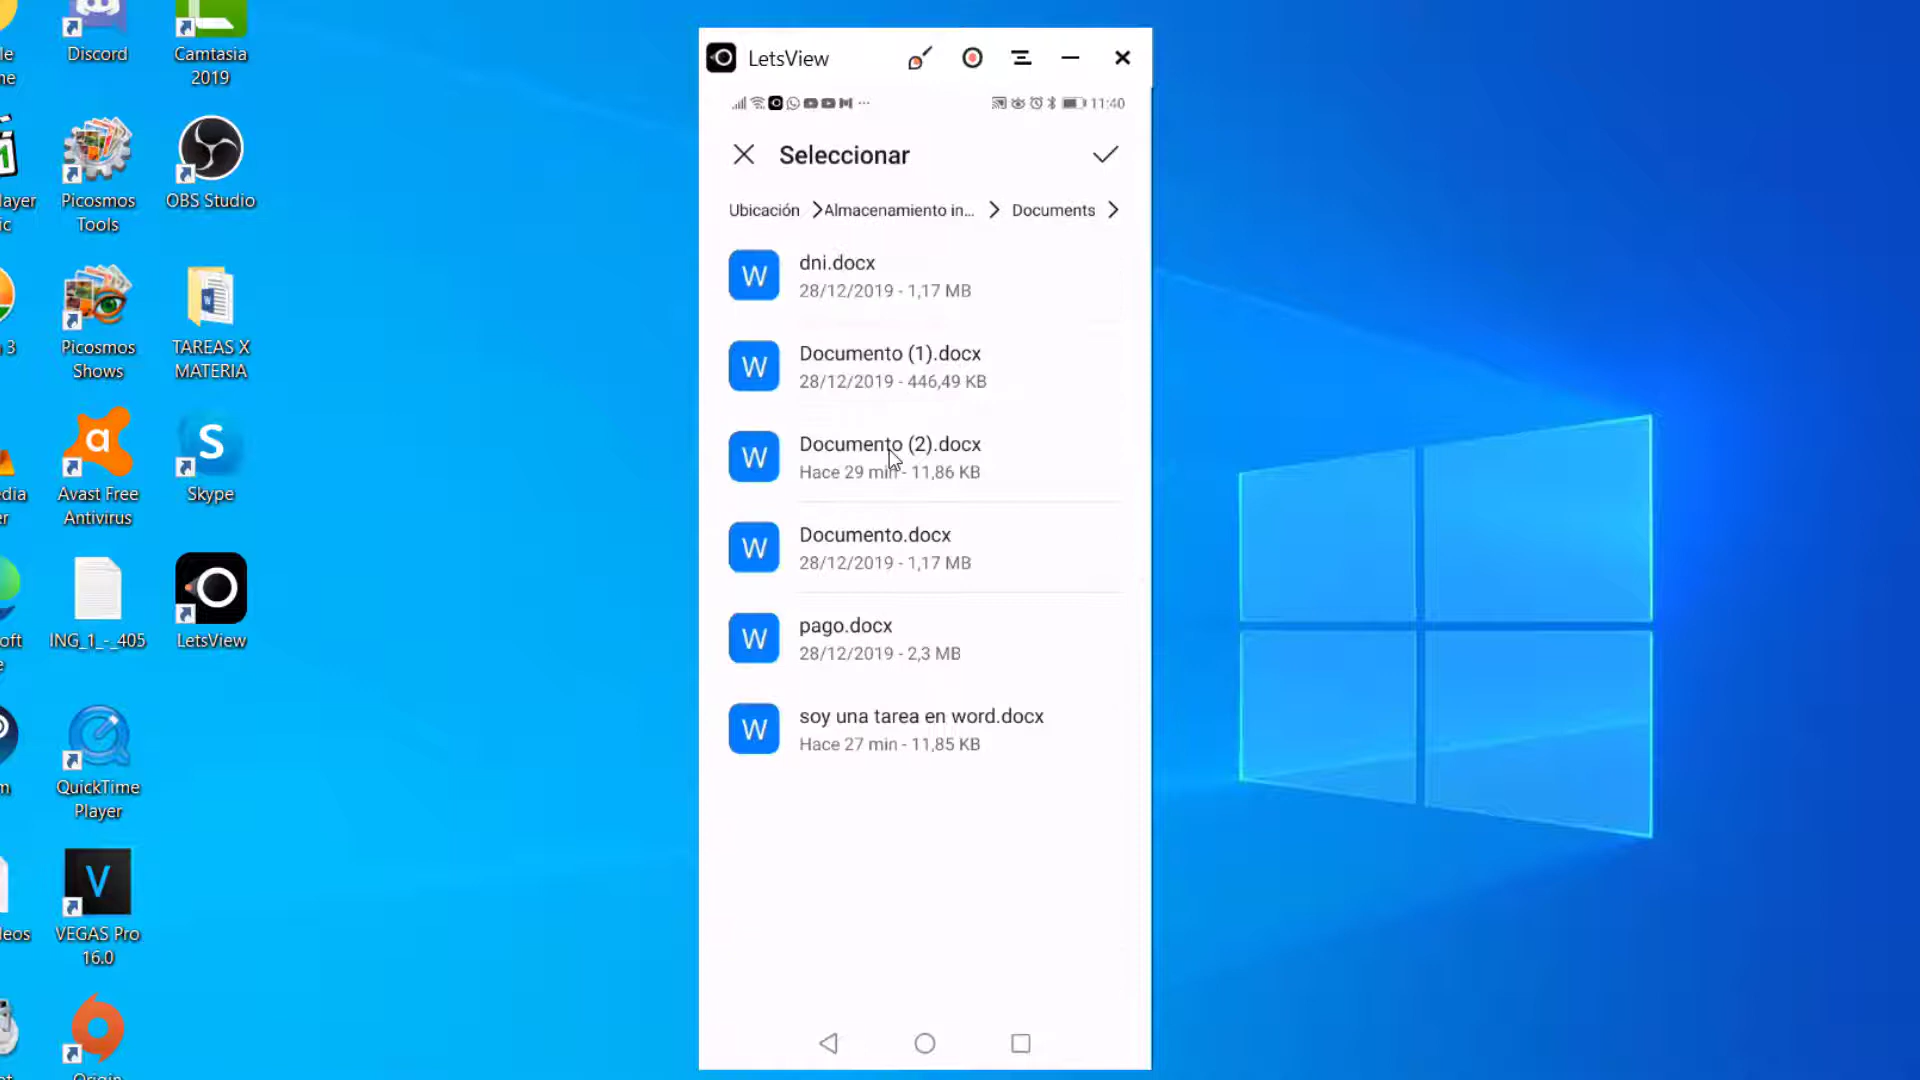 Discord
Camtasia
2019
Picosmos
Tools
OBS Studio
Picosmos
Shows
TAREAS X
MATERIA
Avast Free
Antivirus
Skype
ING_1_-_405
LetsView
QuickTime
Player
VEGAS Pro
16.0
Origin
LetsView
11:40
Seleccionar
Ubicación
Almacenamiento in...
Documents
dni.docx
28/12/2019 - 1,17 MB
Documento (1).docx
28/12/2019 - 446,49 KB
Documento (2).docx
Hace 29 min - 11,86 KB
Documento.docx
28/12/2019 - 1,17 MB
pago.docx
28/12/2019 - 2,3 MB
soy una tarea en word.docx
Hace 27 min - 11,85 KB